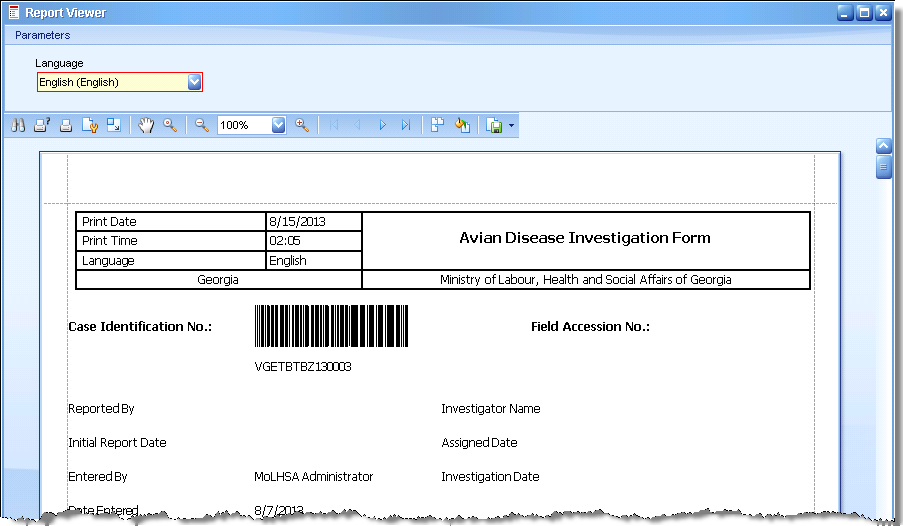 Report Viewer
Parameters
Language
English (English)
100%
Print Date 8/15/2013
Print Time 02:05
Language English
Avian Disease Investigation Form
Georgia Ministry of Labour, Health and Social Affairs of Georgia
Case Identification No.: Field Accession No.:
VGETBTBZ130003
Reported By Investigator Name
Initial Report Date Assigned Date
Entered By MoLHSA Administrator Investigation Date
Date Entered 8/7/2013